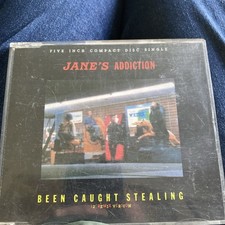 FIVE INCH COMPACT DISC SINGLE
JANE'S ADDICTION
BEEN CAUGHT STEALING